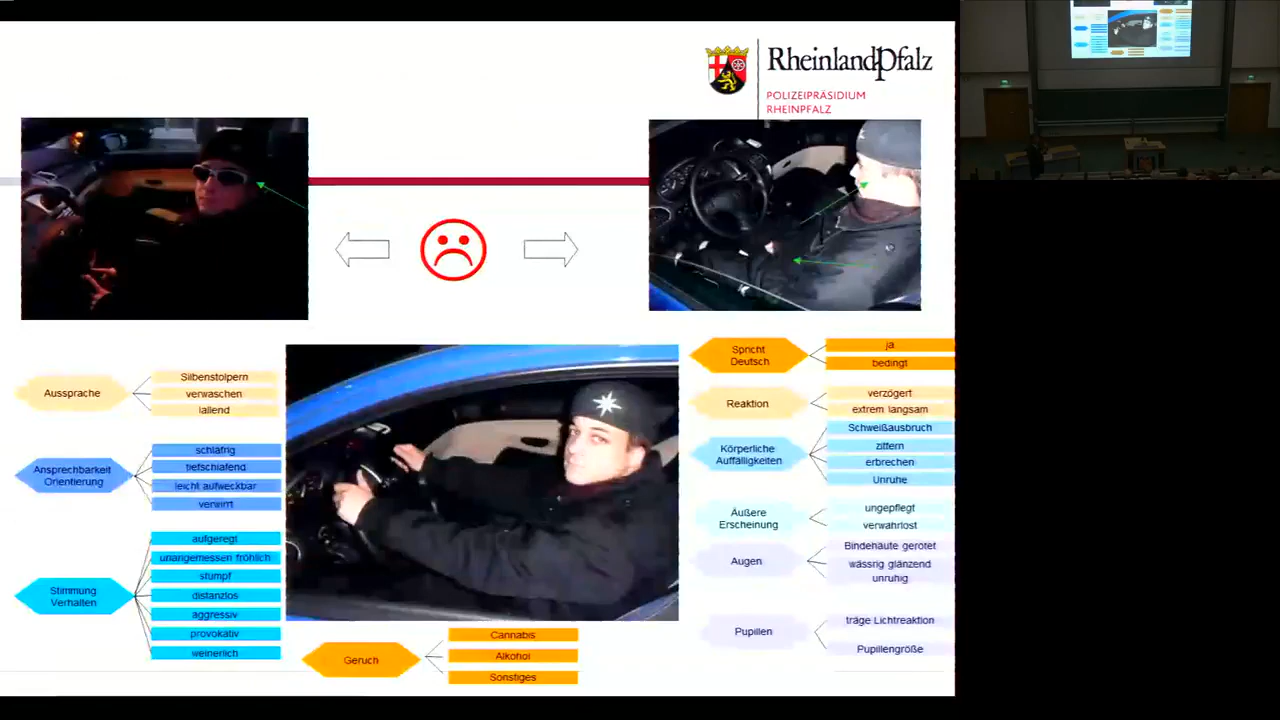 RheinlandPfalz
POLIZEIPRÄSIDIUM
RHEINPFALZ
Aussprache
Silbenstolpern
verwaschen
lallend
Ansprechbarkeit
Orientierung
schläfrig
tiefschlafend
leicht aufweckbar
verwirrt
Stimmung
Verhalten
aufgeregt
unangemessen fröhlich
stumpf
distanzlos
aggressiv
provokativ
weinerlich
Geruch
Cannabis
Alkohol
Sonstiges
Spricht
Deutsch
ja
bedingt
Reaktion
verzögert
extrem langsam
Körperliche
Auffälligkeiten
Schweißausbruch
zittern
erbrechen
Unruhe
Äußere
Erscheinung
ungepflegt
verwahrlost
Augen
Bindehäute gerötet
wässrig glänzend
unruhig
Pupillen
träge Lichtreaktion
Pupillengröße